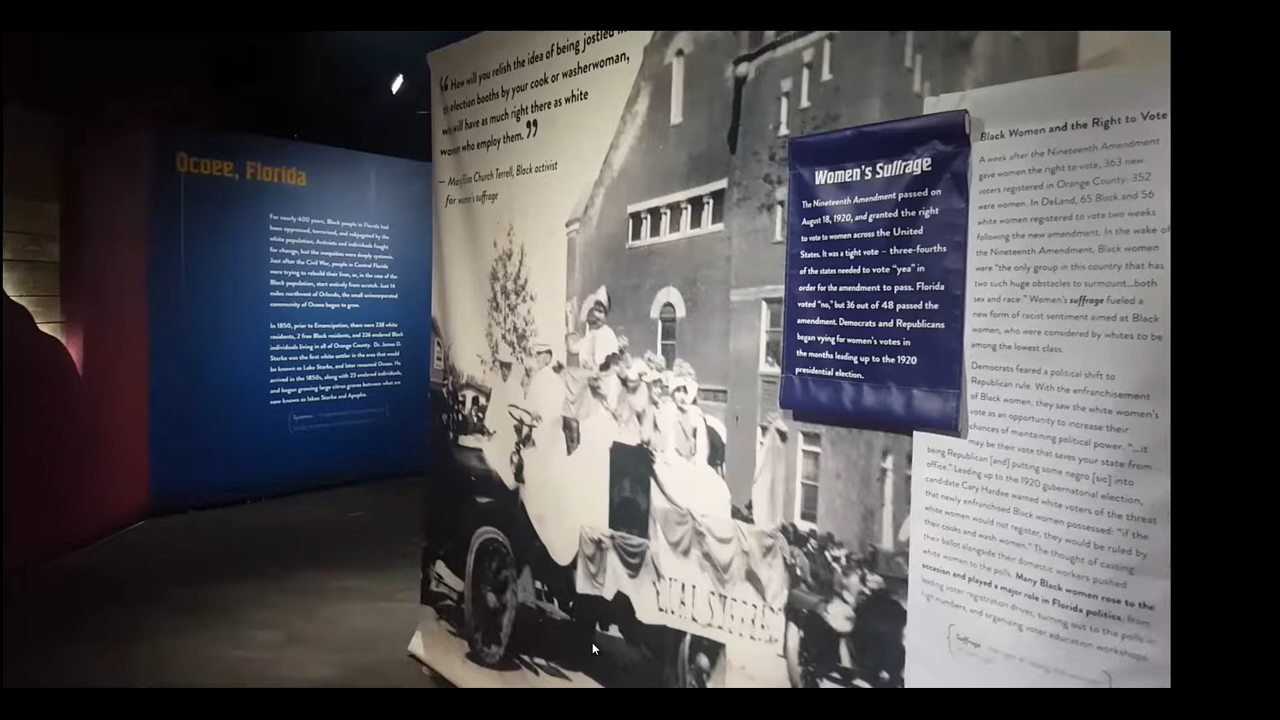 Ocoee, Florida
For nearly 400 years, Black people in Florida had
been oppressed, terrorized, and subjugated by the
white population. Activists and individuals fought
for change, but the inequities were deeply systemic.
Just after the Civil War, people in Central Florida
were trying to rebuild their lives, or, in the case of the
Black population, start entirely from scratch. Just 14
miles northwest of Orlando, the small unincorporated
community of Ocoee began to grow.
In 1850, prior to Emancipation, there were 238 white
residents, 2 free Black residents, and 226 enslaved Black
individuals living in all of Orange County. Dr. James D.
Starke was the first white settler in the area that would
be known as Lake Starke, and later renamed Ocoee. He
arrived in the 1850s, along with 23 enslaved individuals,
and began growing large citrus groves between what are
now known as lakes Starke and Apopka.
“ How will you relish the idea of being jostled
election booths by your cook or washerwoman,
will have as much right there as white
who employ them. ”
— Church Terrell, Black activist
for women's suffrage
Women's Suffrage
The Nineteenth Amendment passed on
August 18, 1920, and granted the right
to vote to women across the United
States. It was a tight vote – three-fourths
of the states needed to vote “yea” in
order for the amendment to pass. Florida
voted “no,” but 36 out of 48 passed the
amendment. Democrats and Republicans
began vying for women's votes in
the months leading up to the 1920
presidential election.
Black Women and the Right to Vote
A week after the Nineteenth Amendment
gave women the right to vote, 363 new
voters registered in Orange County. 352
were women. In DeLand, 65 Black and 56
white women registered to vote two weeks
following the new amendment. In the wake of
the Nineteenth Amendment, Black women
were “the only group in this country that has
two such huge obstacles to surmount...both
sex and race.” Women's suffrage fueled a
new form of racist sentiment aimed at Black
women, who were considered by whites to be
among the lowest class.
Democrats feared a political shift to
Republican rule. With the enfranchisement
of Black women, they saw the white women's
vote as an opportunity to increase their
chances of maintaining political power. “...it
may be their vote that saves your state from
being Republican [and] putting some negro [sic] into
office.” Leading up to the 1920 gubernatorial election,
candidate Cary Hardee warned white voters of the threat
that newly enfranchised Black women possessed: “if the
white women would not register, they would be ruled by
their cooks and wash women.” The thought of casting
their ballot alongside their domestic workers pushed
white women to the polls. Many Black women rose to the
occasion and played a major role in Florida politics, from
leading voter registration drives, turning out to the polls in
high numbers, and organizing voter education workshops.
Suffrage